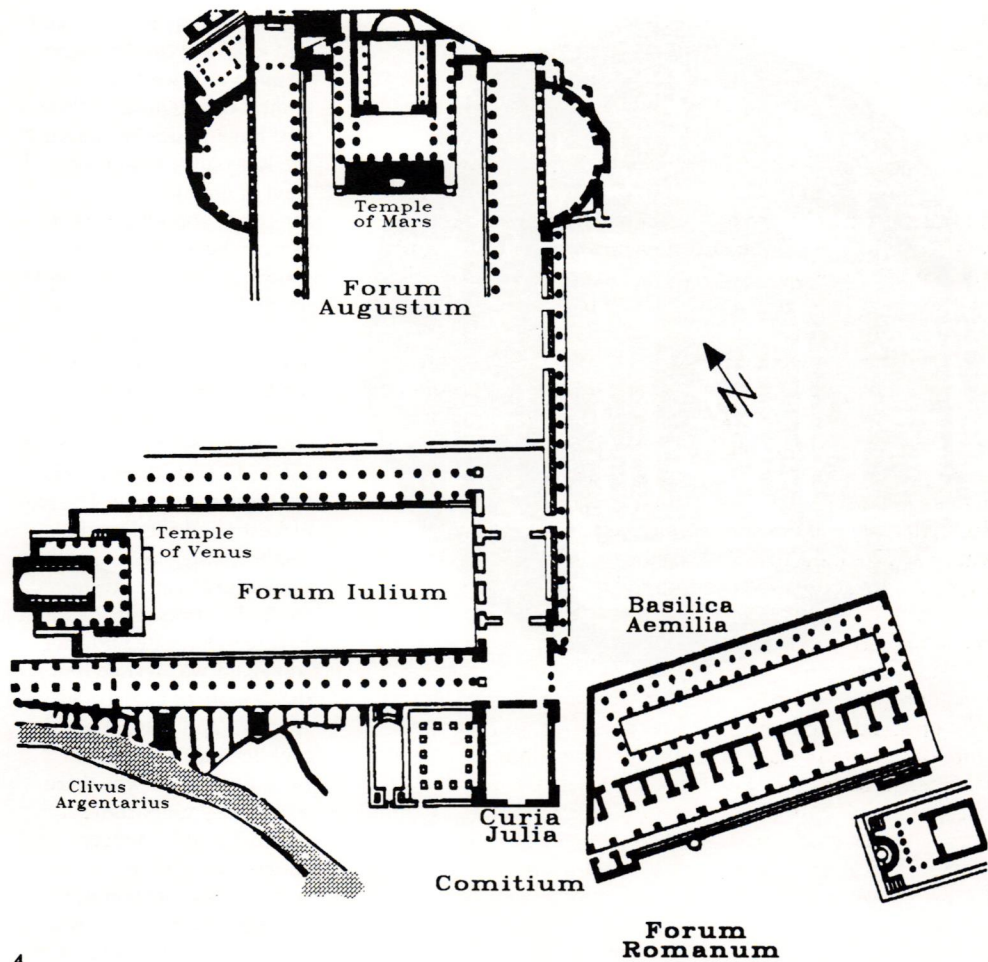 Temple
of Mars
Forum
Augustum
N
Temple
of Venus
Forum Iulium
Basilica
Aemilia
Clivus
Argentarius
Curia
Julia
Comitium
Forum
Romanum
4